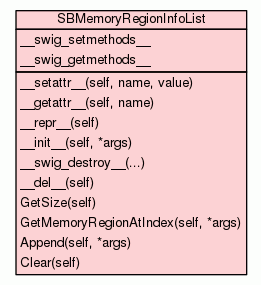 SBMemoryRegionInfoList
__swig_setmethods__
__swig_getmethods__
__setattr__(self, name, value)
__getattr__(self, name)
__repr__(self)
__init__(self, *args)
__swig_destroy__(...)
__del__(self)
GetSize(self)
GetMemoryRegionAtIndex(self, *args)
Append(self, *args)
Clear(self)